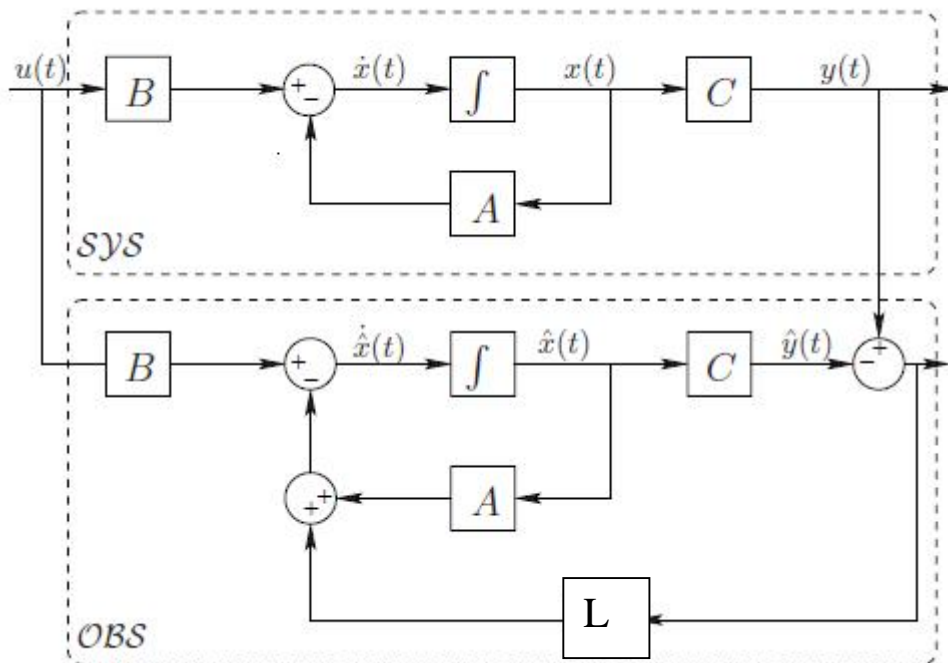 u(t) B + − ẋ(t) ∫ x(t) C y(t)
A
SYS
B + − x̂̇(t) ∫ x̂(t) C ŷ(t) − +
+ + A
L
OBS